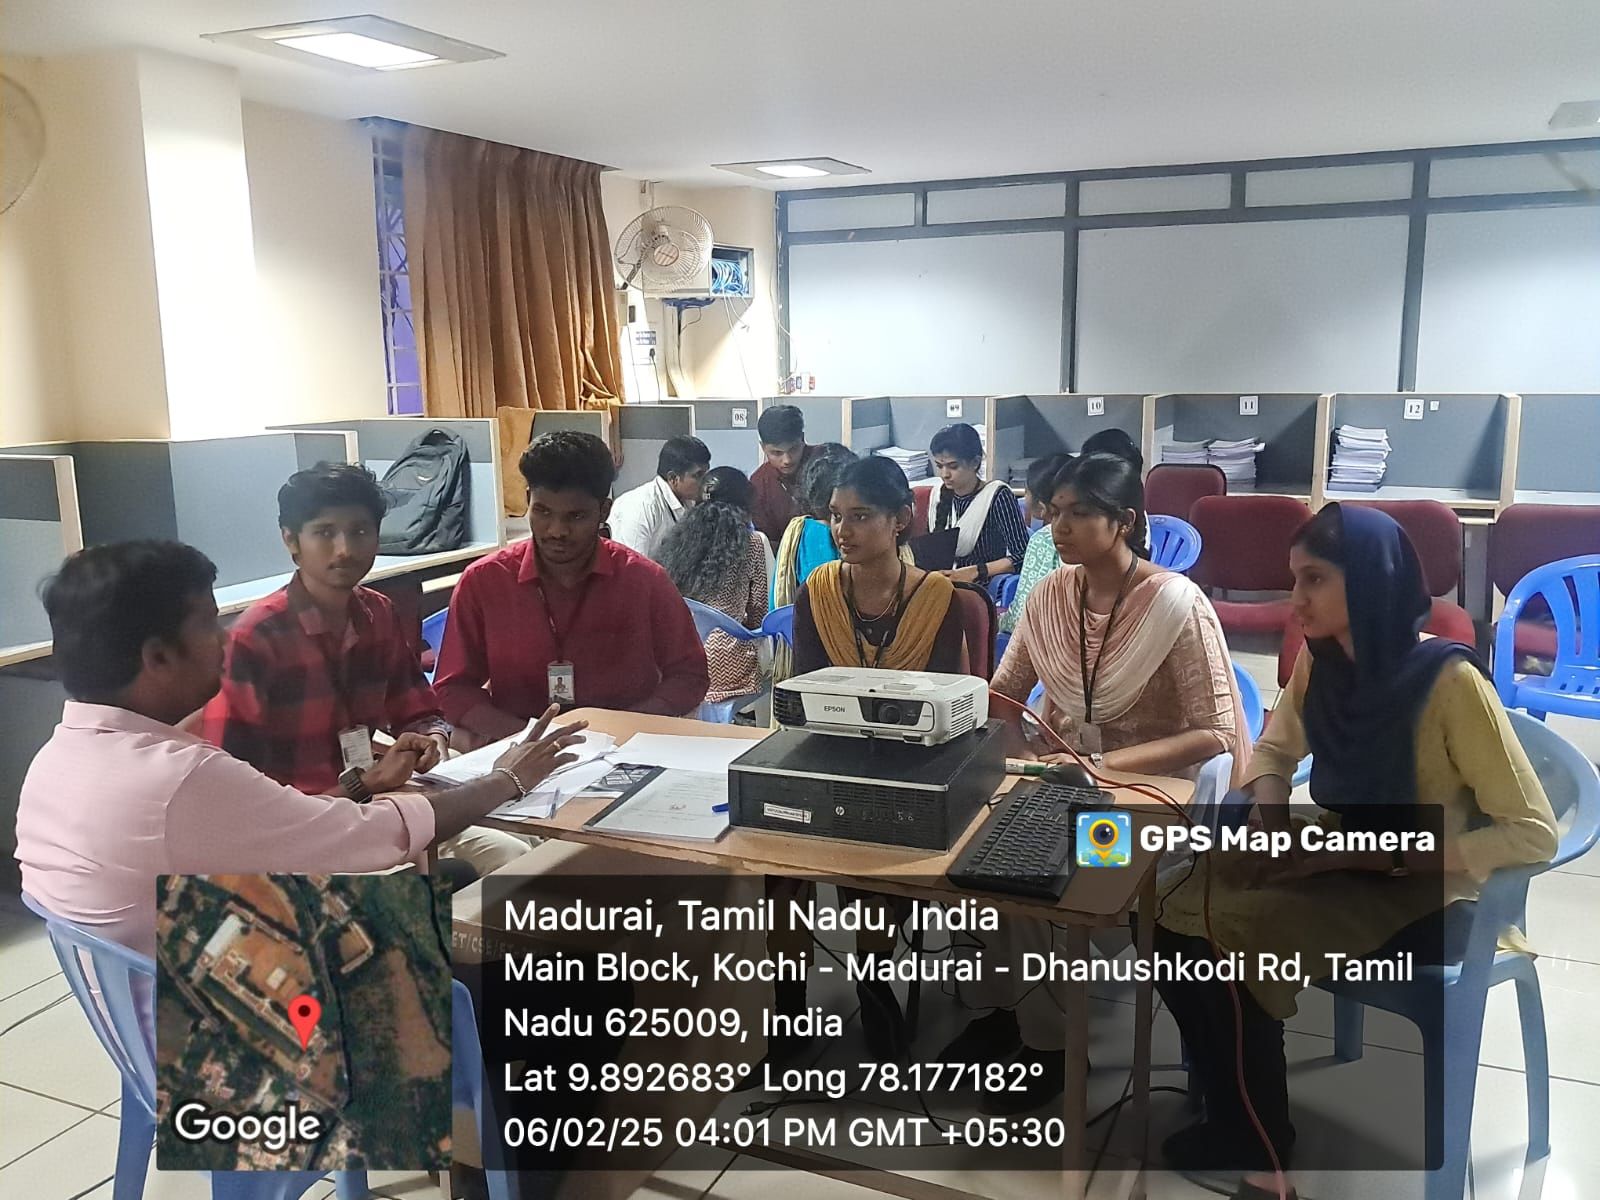 08
09
10
11
12
EPSON
hp
GPS Map Camera
Madurai, Tamil Nadu, India
Main Block, Kochi - Madurai - Dhanushkodi Rd, Tamil
Nadu 625009, India
Lat 9.892683° Long 78.177182°
06/02/25 04:01 PM GMT +05:30
Google